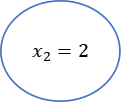 x₂ = 2